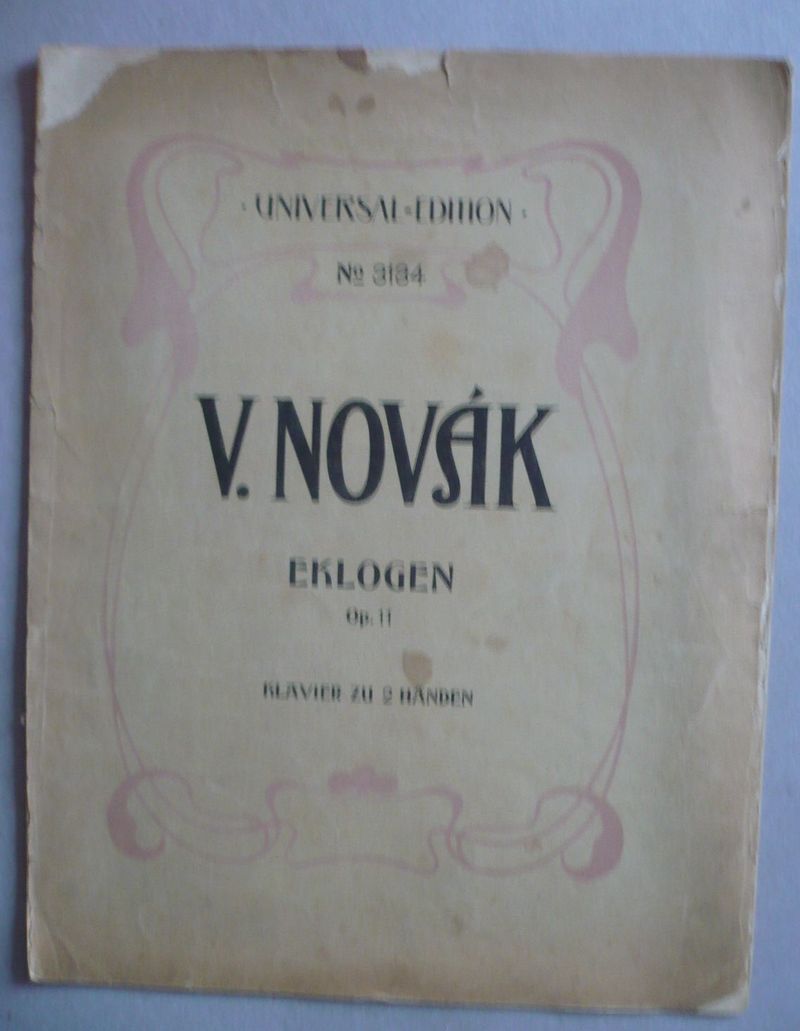 · UNIVERSAL-EDITION ·
No 3134
V. NOVÁK
EKLOGEN
Op. 11
KLAVIER ZU 2 HÄNDEN